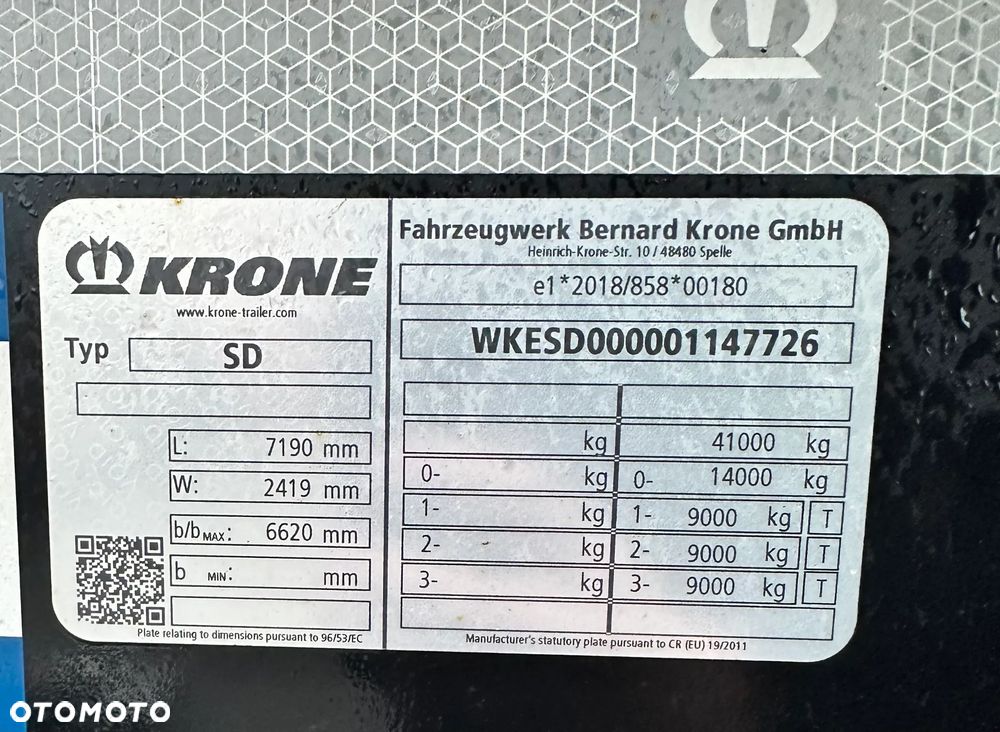 KRONE
www.krone-trailer.com
Typ SD
L: 7190 mm
W: 2419 mm
b/b MAX: 6620 mm
b MIN: mm
Plate relating to dimensions pursuant to 96/53/EC
Fahrzeugwerk Bernard Krone GmbH
Heinrich-Krone-Str. 10 / 48480 Spelle
e1*2018/858*00180
WKESD000001147726
kg 41000 kg
0- kg 0- 14000 kg
1- kg 1- 9000 kg T
2- kg 2- 9000 kg T
3- kg 3- 9000 kg T
Manufacturer's statutory plate pursuant to CR (EU) 19/2011
OTOMOTO